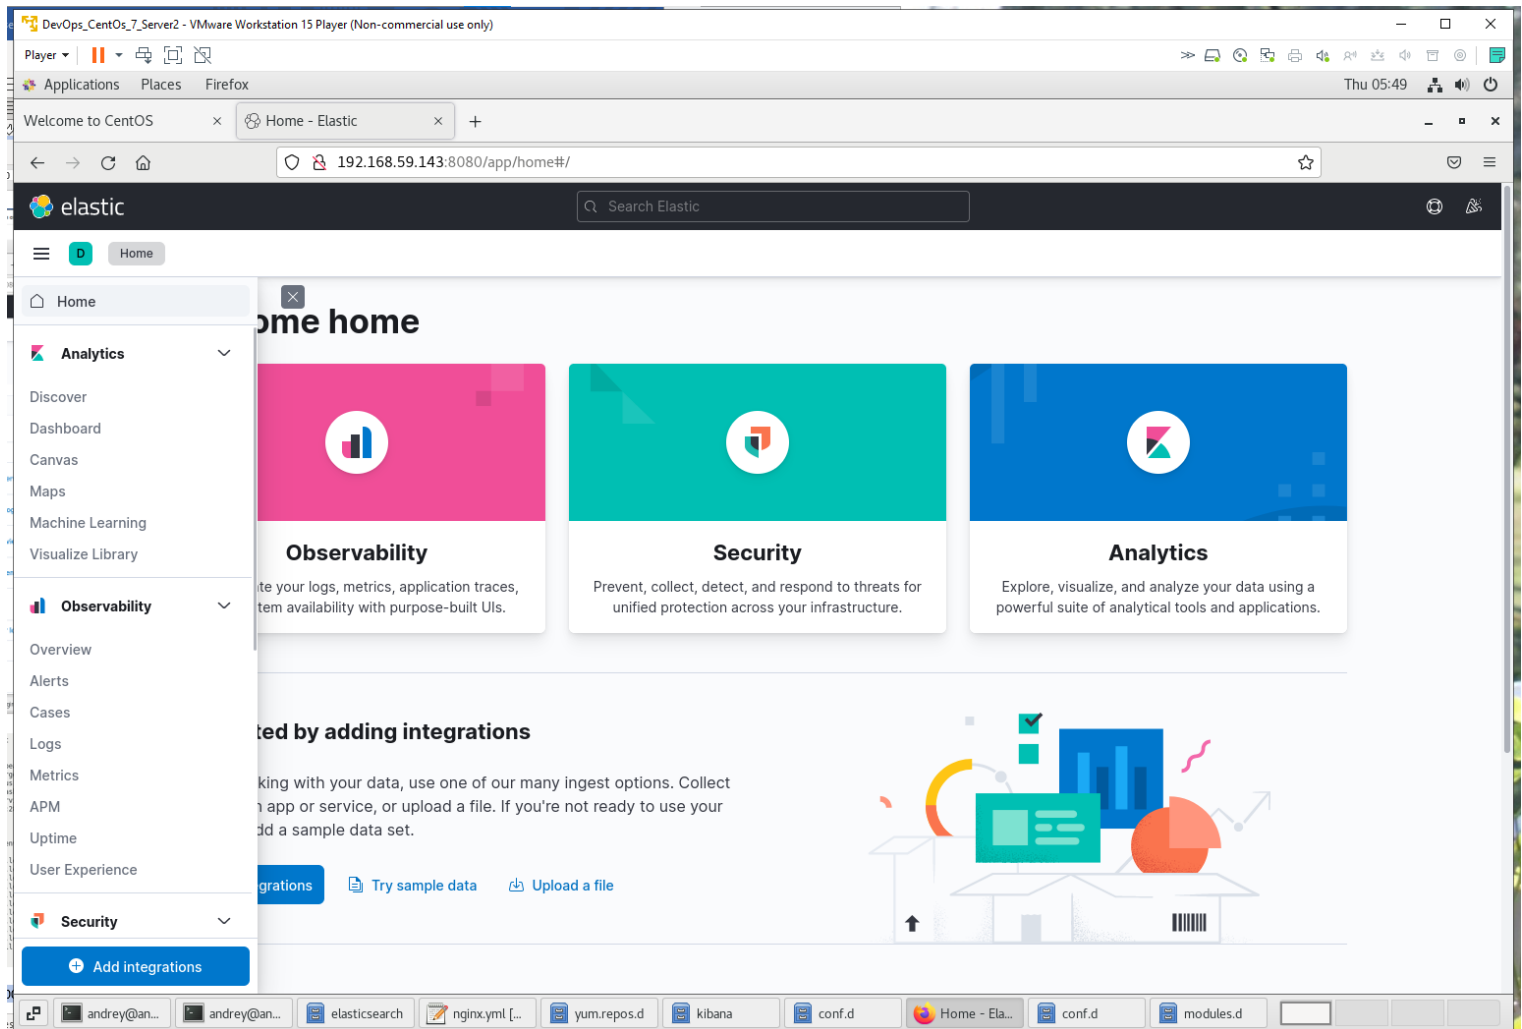 DevOps_CentOs_7_Server2 - VMware Workstation 15 Player (Non-commercial use only)
Player
Applications Places Firefox Thu 05:49
Welcome to CentOS Home - Elastic
192.168.59.143:8080/app/home#/
elastic Search Elastic
D Home
Home
ome home
Analytics
Discover
Dashboard
Canvas
Maps
Machine Learning
Visualize Library
Observability
Overview
Alerts
Cases
Logs
Metrics
APM
Uptime
User Experience
Security
Add integrations
Observability
te your logs, metrics, application traces,
tem availability with purpose-built UIs.
Security
Prevent, collect, detect, and respond to threats for
unified protection across your infrastructure.
Analytics
Explore, visualize, and analyze your data using a
powerful suite of analytical tools and applications.
ted by adding integrations
king with your data, use one of our many ingest options. Collect
n app or service, or upload a file. If you're not ready to use your
dd a sample data set.
grations Try sample data Upload a file
andrey@an... andrey@an... elasticsearch nginx.yml [... yum.repos.d kibana conf.d Home - Ela... conf.d modules.d